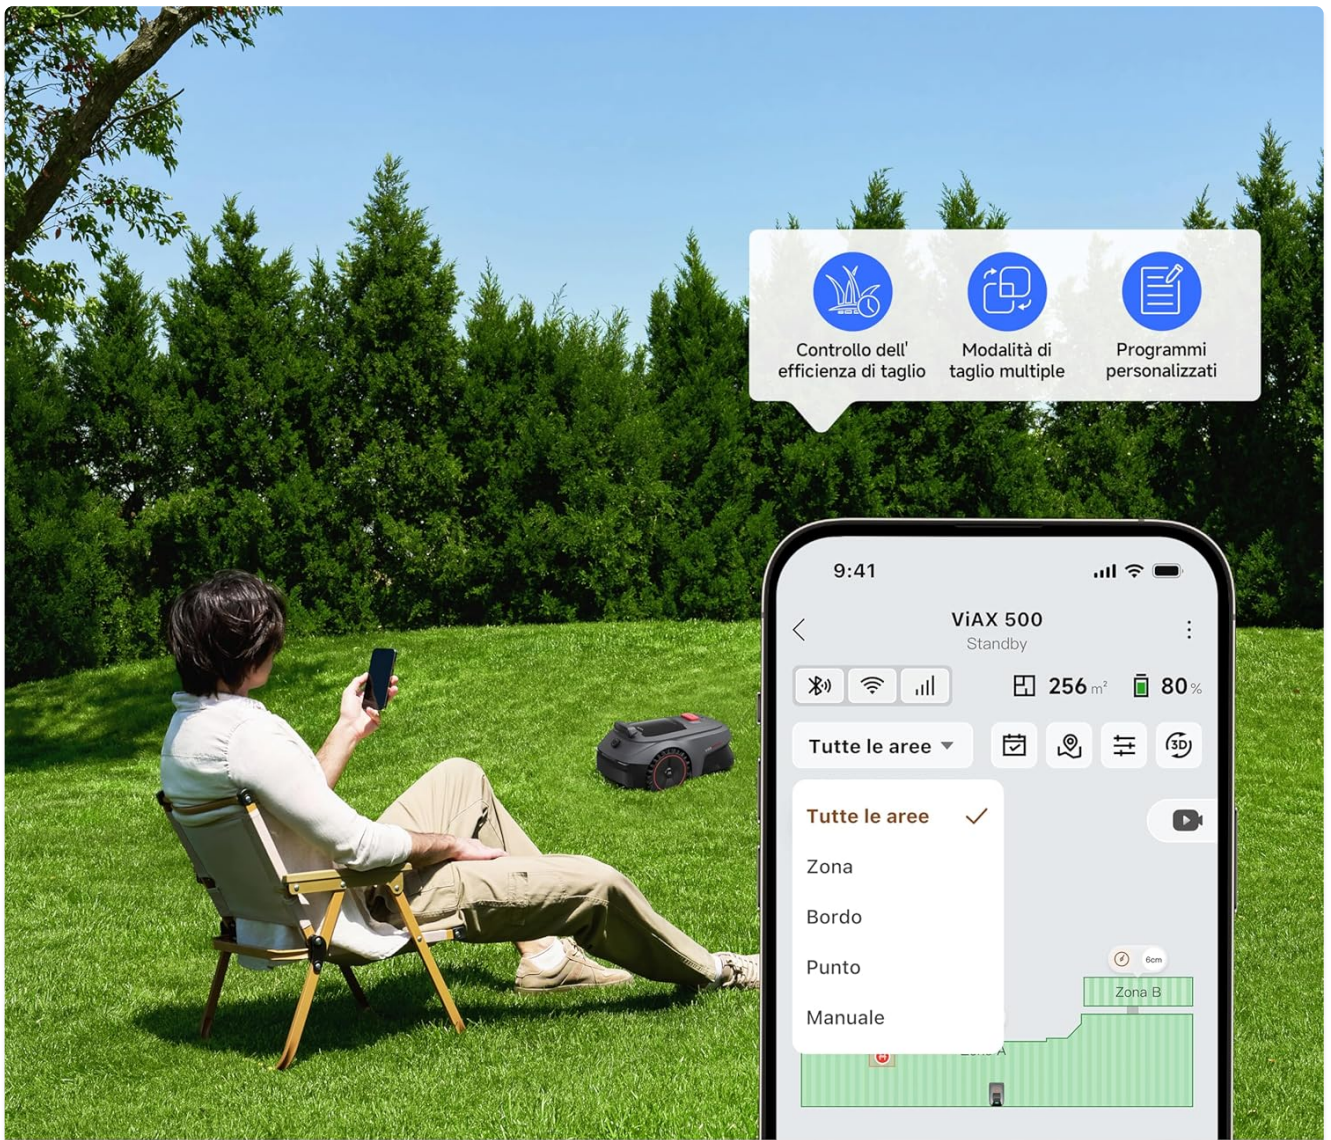 Controllo dell'
efficienza di taglio
Modalità di
taglio multiple
Programmi
personalizzati
9:41
ViAX 500
Standby
256 m²
80 %
Tutte le aree
3D
Tutte le aree
Zona
Bordo
Punto
Manuale
6cm
Zona B